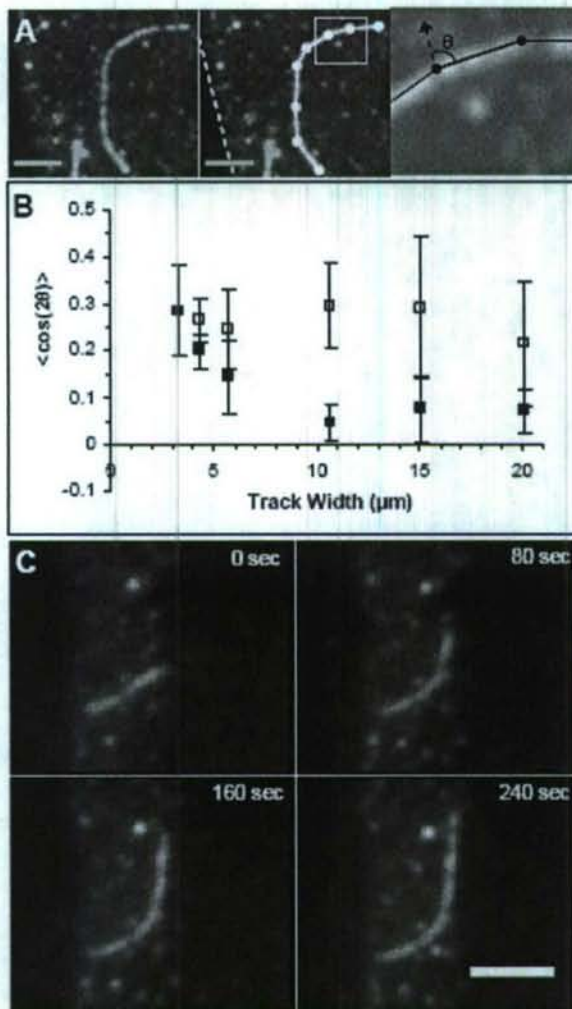 A
θ
B
0.5
0.4
0.3
0.2
0.1
0
-0.1
<cos(2θ)>
0 5 10 15 20
Track Width (µm)
C
0 sec
80 sec
160 sec
240 sec